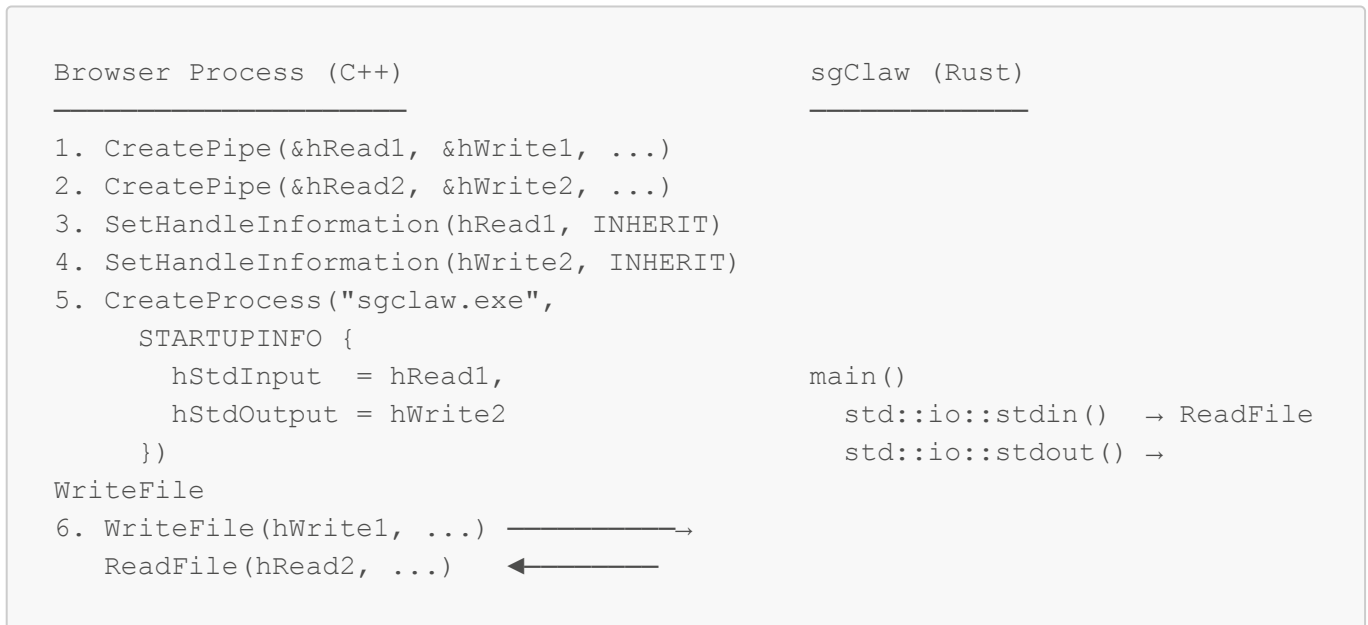 Browser Process (C++)                        sgClaw (Rust)
─────────────────────                        ─────────────
1. CreatePipe(&hRead1, &hWrite1, ...)
2. CreatePipe(&hRead2, &hWrite2, ...)
3. SetHandleInformation(hRead1, INHERIT)
4. SetHandleInformation(hWrite2, INHERIT)
5. CreateProcess("sgclaw.exe",
     STARTUPINFO {
       hStdInput  = hRead1,                  main()
       hStdOutput = hWrite2                    std::io::stdin()  → ReadFile
     })                                        std::io::stdout() →
WriteFile
6. WriteFile(hWrite1, ...) ──────────→
   ReadFile(hRead2, ...)   ◄────────